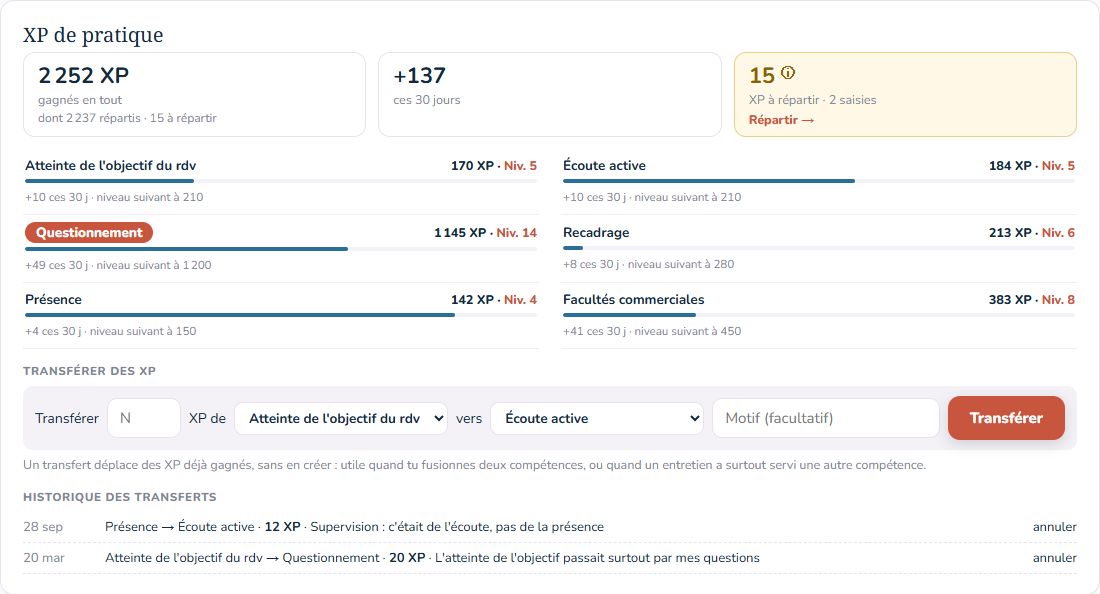 XP de pratique
2 252 XP
gagnés en tout
dont 2 237 répartis · 15 à répartir
+137
ces 30 jours
15
XP à répartir · 2 saisies
Répartir →
Atteinte de l'objectif du rdv 170 XP · Niv. 5
+10 ces 30 j · niveau suivant à 210
Écoute active 184 XP · Niv. 5
+10 ces 30 j · niveau suivant à 210
Questionnement 1 145 XP · Niv. 14
+49 ces 30 j · niveau suivant à 1 200
Recadrage 213 XP · Niv. 6
+8 ces 30 j · niveau suivant à 280
Présence 142 XP · Niv. 4
+4 ces 30 j · niveau suivant à 150
Facultés commerciales 383 XP · Niv. 8
+41 ces 30 j · niveau suivant à 450
TRANSFÉRER DES XP
Transférer N XP de Atteinte de l'objectif du rdv vers Écoute active Motif (facultatif) Transférer
Un transfert déplace des XP déjà gagnés, sans en créer : utile quand tu fusionnes deux compétences, ou quand un entretien a surtout servi une autre compétence.
HISTORIQUE DES TRANSFERTS
28 sep Présence → Écoute active · 12 XP · Supervision : c'était de l'écoute, pas de la présence annuler
20 mar Atteinte de l'objectif du rdv → Questionnement · 20 XP · L'atteinte de l'objectif passait surtout par mes questions annuler